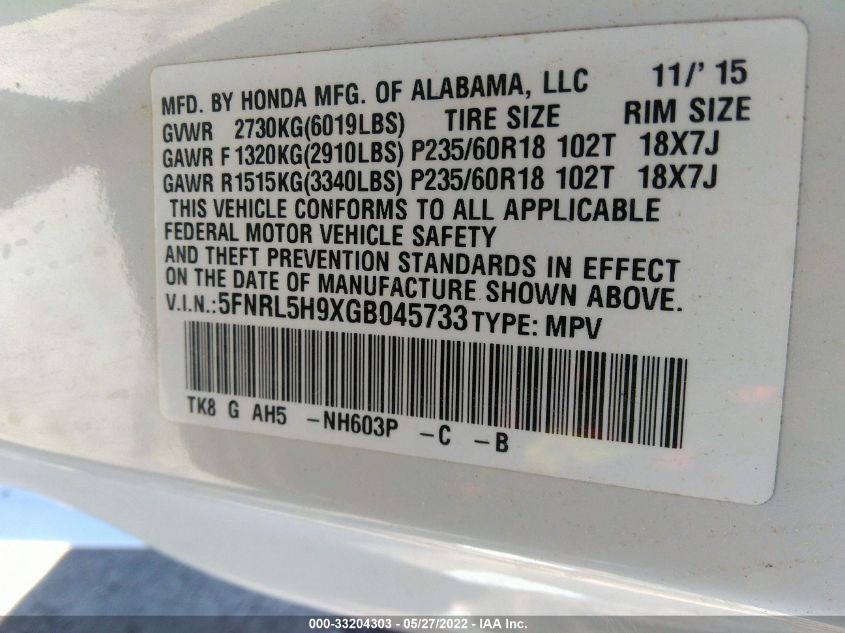 MFD. BY HONDA MFG. OF ALABAMA, LLC 11/' 15
GVWR 2730KG(6019LBS) TIRE SIZE RIM SIZE
GAWR F1320KG(2910LBS) P235/60R18 102T 18X7J
GAWR R1515KG(3340LBS) P235/60R18 102T 18X7J
THIS VEHICLE CONFORMS TO ALL APPLICABLE
FEDERAL MOTOR VEHICLE SAFETY
AND THEFT PREVENTION STANDARDS IN EFFECT
ON THE DATE OF MANUFACTURE SHOWN ABOVE.
V.I.N.:5FNRL5H9XGB045733 TYPE: MPV
TK8 G AH5 -NH603P -C -B
000-33204303 - 05/27/2022 - IAA Inc.